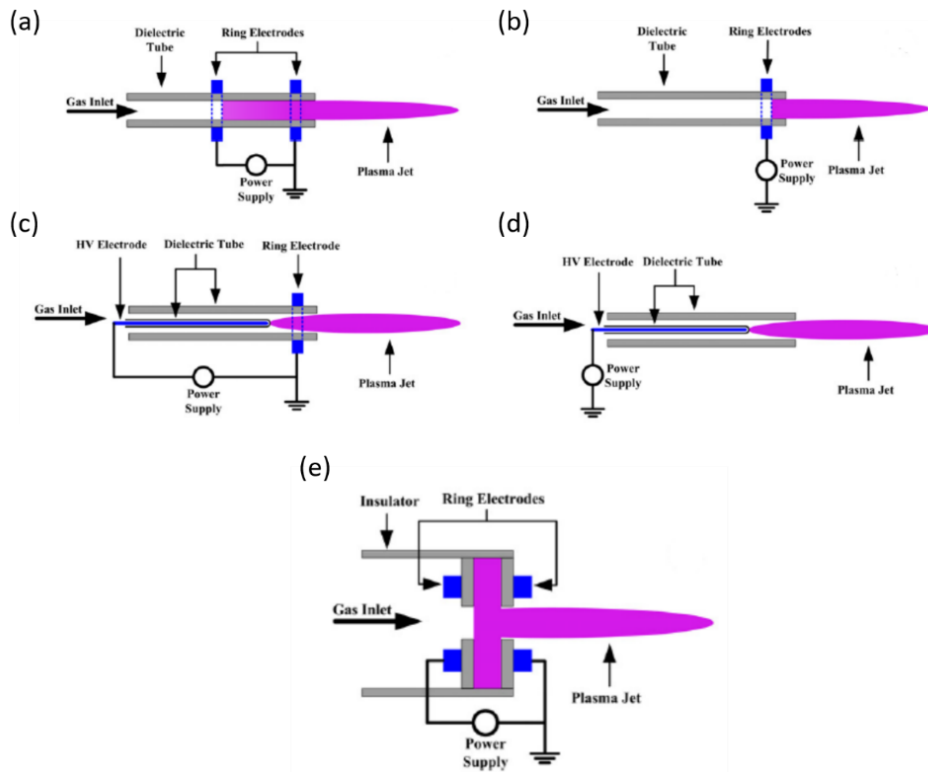 (a)
Dielectric
Tube
Ring Electrodes
Gas Inlet
Power
Supply
Plasma Jet
(b)
Dielectric
Tube
Ring Electrodes
Gas Inlet
Power
Supply
Plasma Jet
(c)
HV Electrode
Dielectric Tube
Ring Electrode
Gas Inlet
Power
Supply
Plasma Jet
(d)
HV Electrode
Dielectric Tube
Gas Inlet
Power
Supply
Plasma Jet
(e)
Insulator
Ring Electrodes
Gas Inlet
Plasma Jet
Power
Supply